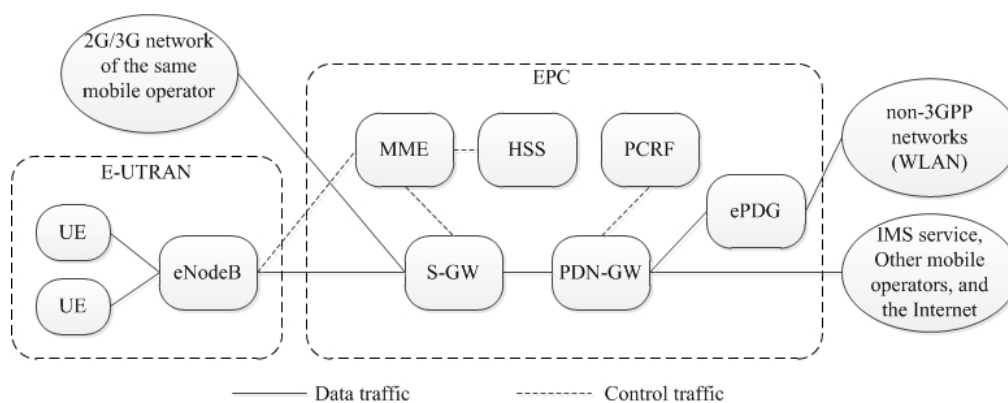 2G/3G network
of the same
mobile operator
EPC
non-3GPP
networks
(WLAN)
MME
HSS
PCRF
E-UTRAN
ePDG
UE
eNodeB
S-GW
PDN-GW
UE
IMS service,
Other mobile
operators, and
the Internet
Data traffic
Control traffic